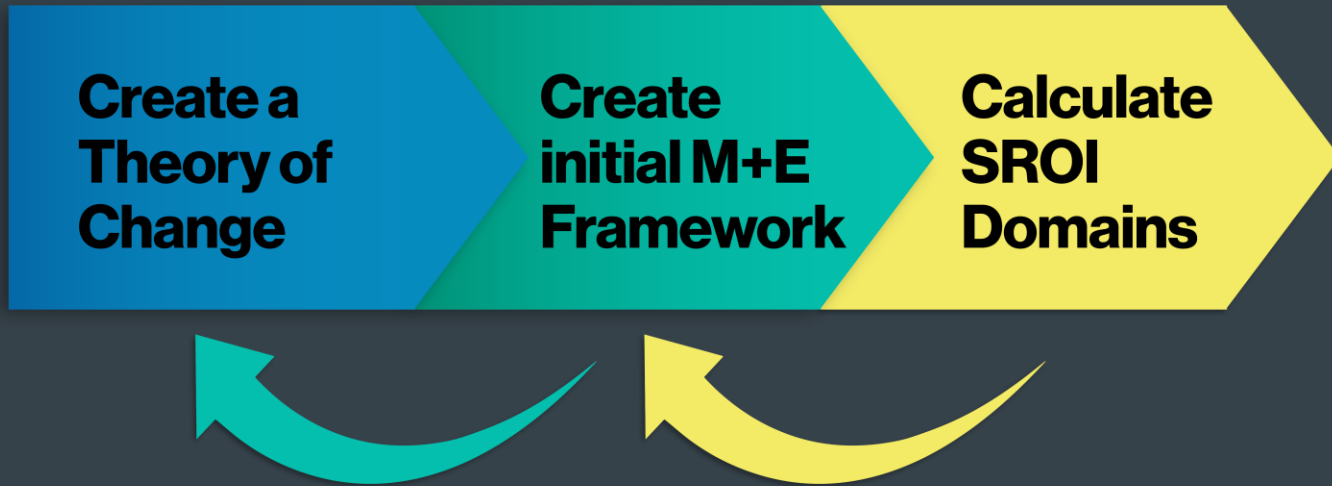 Create a
Theory of
Change
Create
initial M+E
Framework
Calculate
SROI
Domains